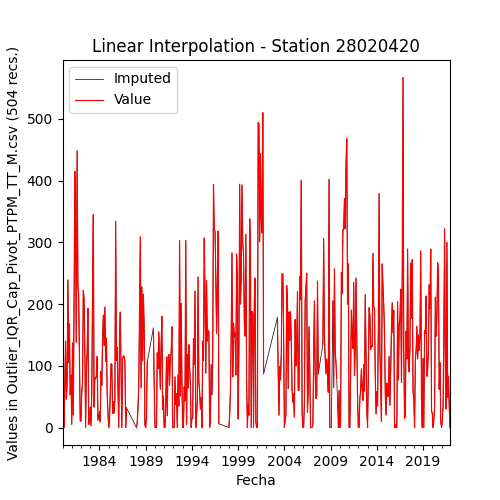 Linear Interpolation - Station 28020420
Imputed
Value
Values in Outlier_IQR_Cap_Pivot_PTPM_TT_M.csv (504 recs.)
500
400
300
200
100
0
1984 1989 1994 1999 2004 2009 2014 2019
Fecha